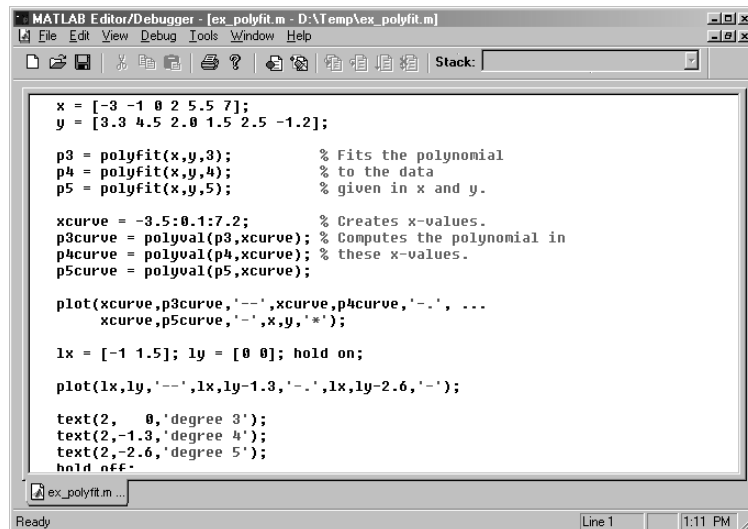 MATLAB Editor/Debugger - [ex_polyfit.m - D:\Temp\ex_polyfit.m]
File Edit View Debug Tools Window Help
Stack:
x = [-3 -1 0 2 5.5 7];
y = [3.3 4.5 2.0 1.5 2.5 -1.2];
p3 = polyfit(x,y,3); % Fits the polynomial
p4 = polyfit(x,y,4); % to the data
p5 = polyfit(x,y,5); % given in x and y.
xcurve = -3.5:0.1:7.2; % Creates x-values.
p3curve = polyval(p3,xcurve); % Computes the polynomial in
p4curve = polyval(p4,xcurve); % these x-values.
p5curve = polyval(p5,xcurve);
plot(xcurve,p3curve,'--',xcurve,p4curve,'-.', ...
xcurve,p5curve,'-',x,y,'*');
lx = [-1 1.5]; ly = [0 0]; hold on;
plot(lx,ly,'--',lx,ly-1.3,'-.',lx,ly-2.6,'-');
text(2, 0,'degree 3');
text(2,-1.3,'degree 4');
text(2,-2.6,'degree 5');
hold off;
ex_polyfit.m ...
Ready Line 1 1:11 PM